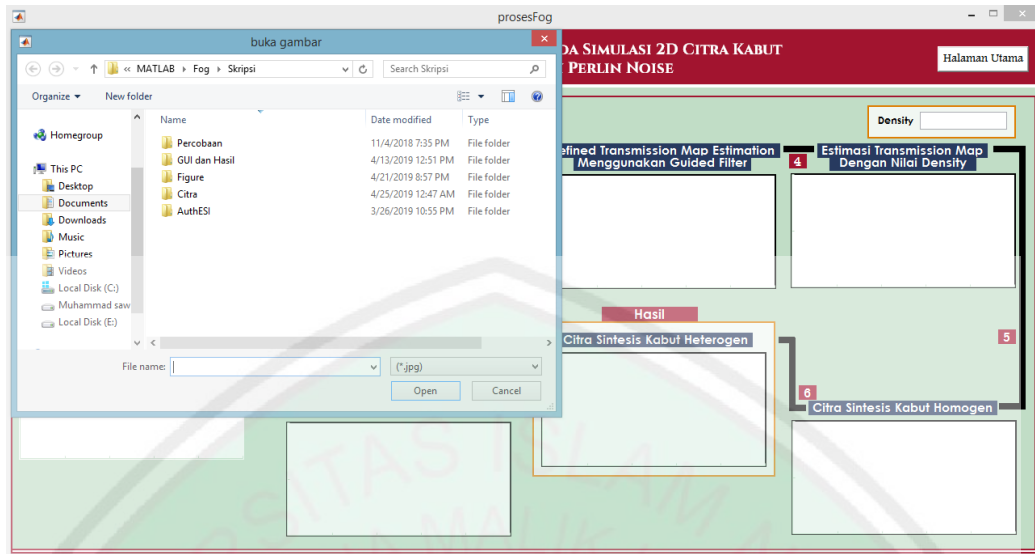 prosesFog
buka gambar
« MATLAB ▸ Fog ▸ Skripsi
Search Skripsi
Organize
New folder
Name Date modified Type
Homegroup
This PC
Desktop
Documents
Downloads
Music
Pictures
Videos
Local Disk (C:)
Muhammad saw
Local Disk (E:)
Percobaan 11/4/2018 7:35 PM File folder
GUI dan Hasil 4/13/2019 12:51 PM File folder
Figure 4/21/2019 8:57 PM File folder
Citra 4/25/2019 12:47 AM File folder
AuthESI 3/26/2019 10:55 PM File folder
File name:
(*.jpg)
Open Cancel
DA SIMULASI 2D CITRA KABUT
PERLIN NOISE
Halaman Utama
Density
efined Transmission Map Estimation
Menggunakan Guided Filter
4
Estimasi Transmission Map
Dengan Nilai Density
Hasil
Citra Sintesis Kabut Heterogen
5
6
Citra Sintesis Kabut Homogen
SITAS ISLAM